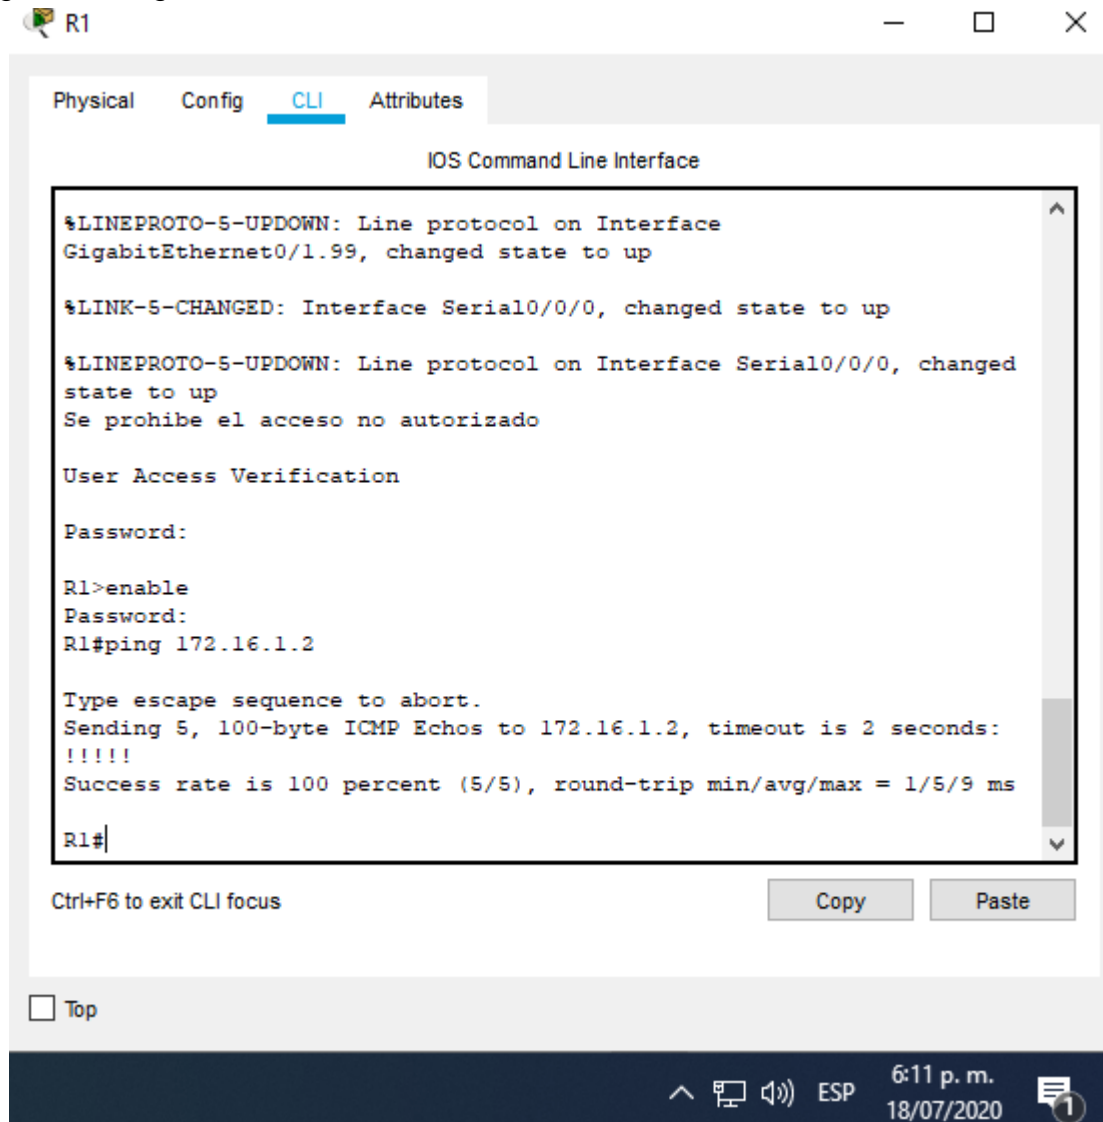 R1
Physical Config CLI Attributes
IOS Command Line Interface
%LINEPROTO-5-UPDOWN: Line protocol on Interface
GigabitEthernet0/1.99, changed state to up
%LINK-5-CHANGED: Interface Serial0/0/0, changed state to up
%LINEPROTO-5-UPDOWN: Line protocol on Interface Serial0/0/0, changed
state to up
Se prohibe el acceso no autorizado
User Access Verification
Password:
R1>enable
Password:
R1#ping 172.16.1.2
Type escape sequence to abort.
Sending 5, 100-byte ICMP Echos to 172.16.1.2, timeout is 2 seconds:
!!!!!
Success rate is 100 percent (5/5), round-trip min/avg/max = 1/5/9 ms
R1#
Ctrl+F6 to exit CLI focus
Copy Paste
Top
ESP
6:11 p. m.
18/07/2020
1